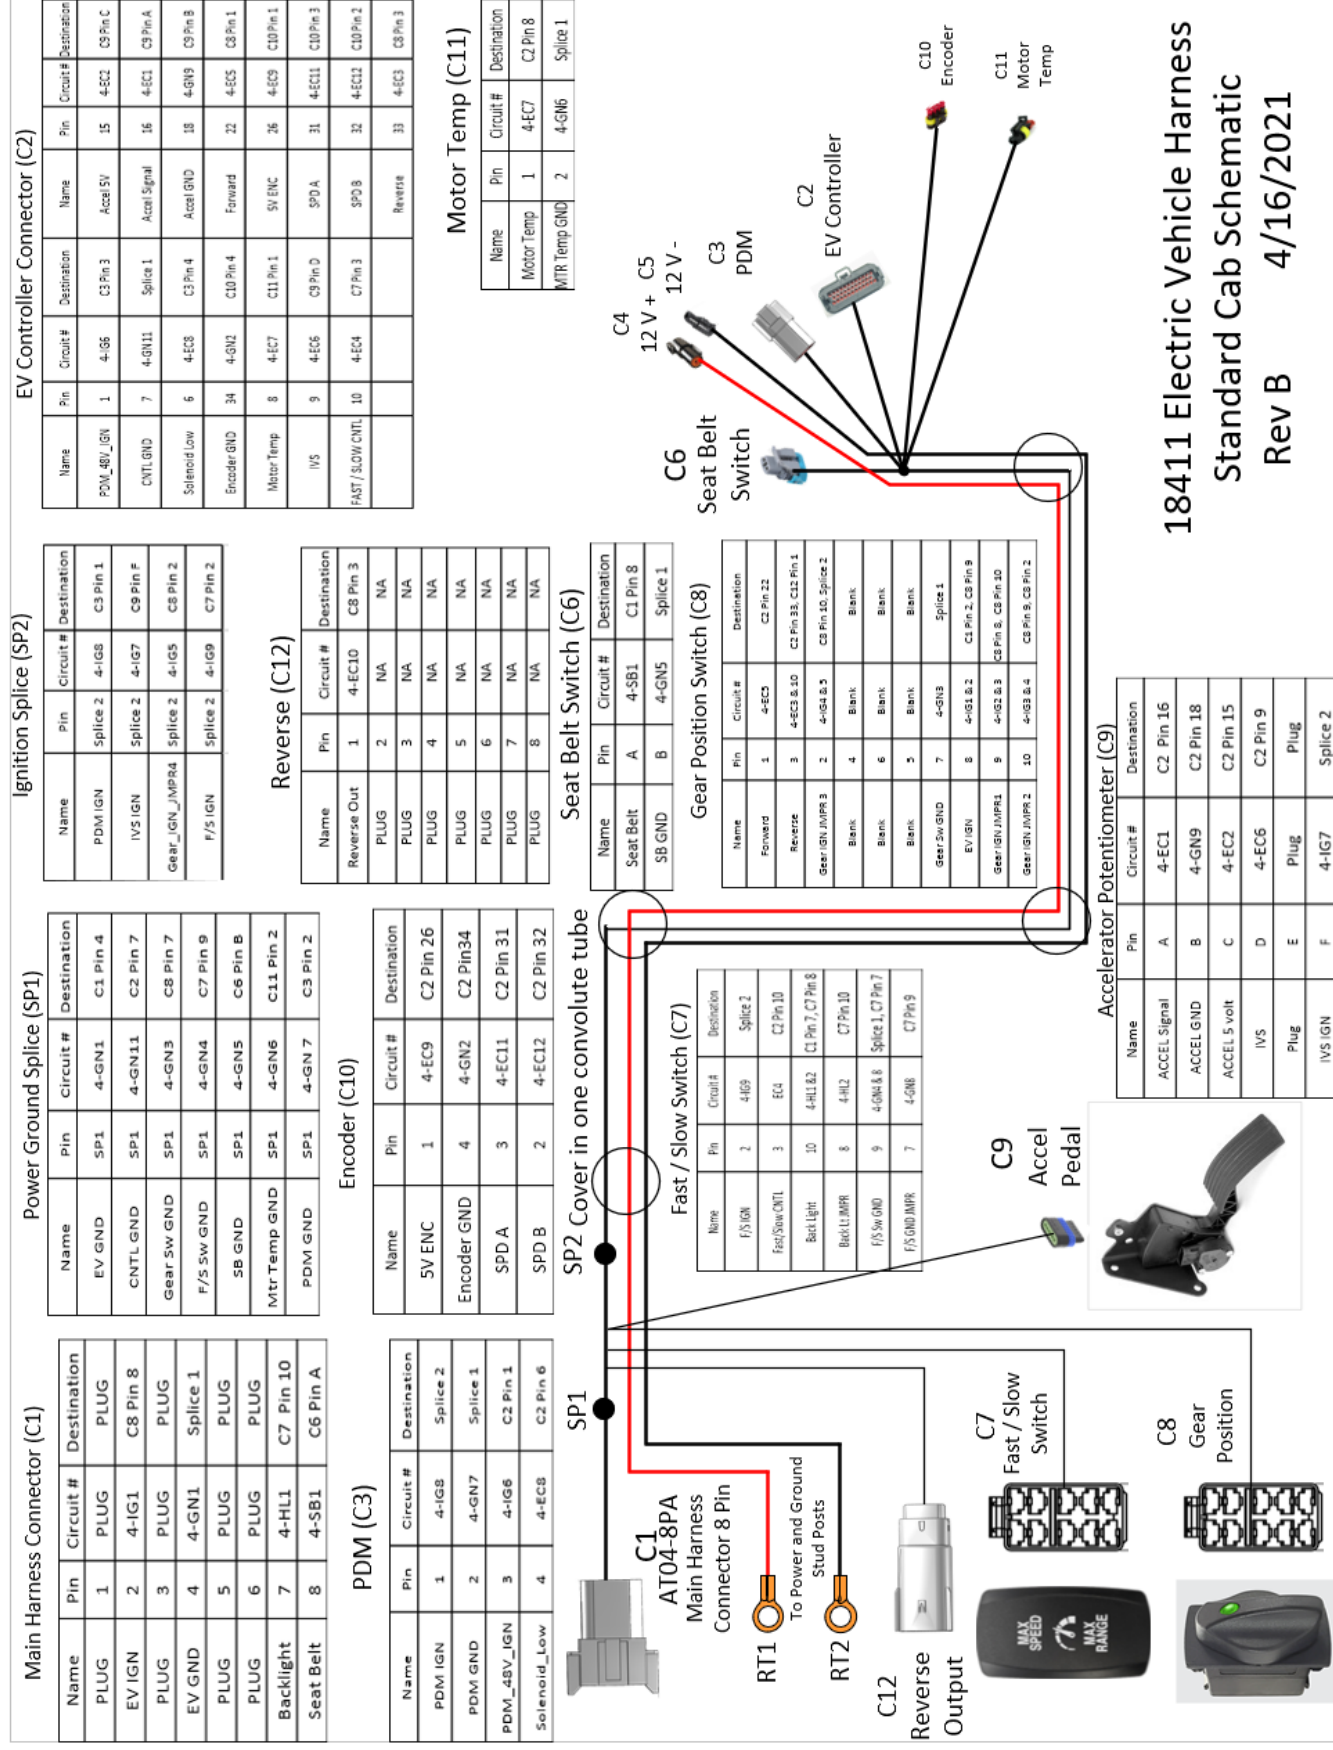 Main Harness Connector (C1)
Name Pin Circuit # Destination
PLUG 1 PLUG PLUG
EV IGN 2 4-IG1 C8 Pin 8
PLUG 3 PLUG PLUG
EV GND 4 4-GN1 Splice 1
PLUG 5 PLUG PLUG
PLUG 6 PLUG PLUG
Backlight 7 4-HL1 C7 Pin 10
Seat Belt 8 4-SB1 C6 Pin A
Power Ground Splice (SP1)
Name Pin Circuit # Destination
EV GND SP1 4-GN1 C1 Pin 4
CNTL GND SP1 4-GN11 C2 Pin 7
Gear Sw GND SP1 4-GN3 C8 Pin 7
F/S Sw GND SP1 4-GN4 C7 Pin 9
SB GND SP1 4-GN5 C6 Pin B
Mtr Temp GND SP1 4-GN6 C11 Pin 2
PDM GND SP1 4-GN 7 C3 Pin 2
Ignition Splice (SP2)
Name Pin Circuit # Destination
PDM IGN Splice 2 4-IG8 C3 Pin 1
IVS IGN Splice 2 4-IG7 C9 Pin F
Gear_IGN_JMPR4 Splice 2 4-IG5 C8 Pin 2
F/S IGN Splice 2 4-IG9 C7 Pin 2
EV Controller Connector (C2)
Name Pin Circuit # Destination Name Pin Circuit # Destination
PDM_48V_IGN 1 4-IG6 C3 Pin 3 Accel 5V 15 4-EC2 C9 Pin C
CNTL GND 7 4-GN11 Splice 1 Accel Signal 16 4-EC1 C9 Pin A
Solenoid Low 6 4-EC8 C3 Pin 4 Accel GND 18 4-GN9 C9 Pin B
Encoder GND 34 4-GN2 C10 Pin 4 Forward 22 4-EC5 C8 Pin 1
Motor Temp 8 4-EC7 C11 Pin 1 5V ENC 26 4-EC9 C10 Pin 1
IVS 9 4-EC6 C9 Pin D SPD A 31 4-EC11 C10 Pin 3
FAST / SLOW CNTL 10 4-EC4 C7 Pin 3 SPD B 32 4-EC12 C10 Pin 2
Reverse 33 4-EC3 C8 Pin 3
PDM (C3)
Name Pin Circuit # Destination
PDM IGN 1 4-IG8 Splice 2
PDM GND 2 4-GN7 Splice 1
PDM_48V_IGN 3 4-IG6 C2 Pin 1
Solenoid_Low 4 4-EC8 C2 Pin 6
Encoder (C10)
Name Pin Circuit # Destination
5V ENC 1 4-EC9 C2 Pin 26
Encoder GND 4 4-GN2 C2 Pin34
SPD A 3 4-EC11 C2 Pin 31
SPD B 2 4-EC12 C2 Pin 32
Reverse (C12)
Name Pin Circuit # Destination
Reverse Out 1 4-EC10 C8 Pin 3
PLUG 2 NA NA
PLUG 3 NA NA
PLUG 4 NA NA
PLUG 5 NA NA
PLUG 6 NA NA
PLUG 7 NA NA
PLUG 8 NA NA
Motor Temp (C11)
Name Pin Circuit # Destination
Motor Temp 1 4-EC7 C2 Pin 8
MTR Temp GND 2 4-GN6 Splice 1
Seat Belt Switch (C6)
Name Pin Circuit # Destination
Seat Belt A 4-SB1 C1 Pin 8
SB GND B 4-GN5 Splice 1
Gear Position Switch (C8)
Name Pin Circuit # Destination
Forward 1 4-EC5 C2 Pin 22
Reverse 3 4-EC3 & 10 C2 Pin 33, C12 Pin 1
Gear IGN JMPR 3 2 4-IG4 & 5 C8 Pin 10, Splice 2
Blank 4 Blank Blank
Blank 6 Blank Blank
Blank 5 Blank Blank
Gear Sw GND 7 4-GN3 Splice 1
EV IGN 8 4-IG1 & 2 C1 Pin 2, C8 Pin 9
Gear IGN JMPR1 9 4-IG2 & 3 C8 Pin 8, C8 Pin 10
Gear IGN JMPR 2 10 4-IG3 & 4 C8 Pin 9, C8 Pin 2
Fast / Slow Switch (C7)
Name Pin Circuit # Destination
F/S IGN 2 4-IG9 Splice 2
Fast/Slow CNTL 3 EC4 C2 Pin 10
Back Light 10 4-HL1 &2 C1 Pin 7, C7 Pin 8
Back Lt JMPR 8 4-HL2 C7 Pin 10
F/S Sw GND 9 4-GN4 & 8 Splice 1, C7 Pin 7
F/S GND JMPR 7 4-GN8 C7 Pin 9
Accelerator Potentiometer (C9)
Name Pin Circuit # Destination
ACCEL Signal A 4-EC1 C2 Pin 16
ACCEL GND B 4-GN9 C2 Pin 18
ACCEL 5 volt C 4-EC2 C2 Pin 15
IVS D 4-EC6 C2 Pin 9
Plug E Plug Plug
IVS IGN F 4-IG7 Splice 2
SP1
SP2 Cover in one convolute tube
C1
AT04-8PA
Main Harness
Connector 8 Pin
RT1
To Power and Ground
Stud Posts
RT2
C12
Reverse
Output
C7
Fast / Slow
Switch
MAX
SPEED
MAX
RANGE
C8
Gear
Position
C9
Accel
Pedal
C6
Seat Belt
Switch
C4
12 V +
C5
12 V -
C3
PDM
C2
EV Controller
C10
Encoder
C11
Motor
Temp
18411 Electric Vehicle Harness
Standard Cab Schematic
Rev B 4/16/2021